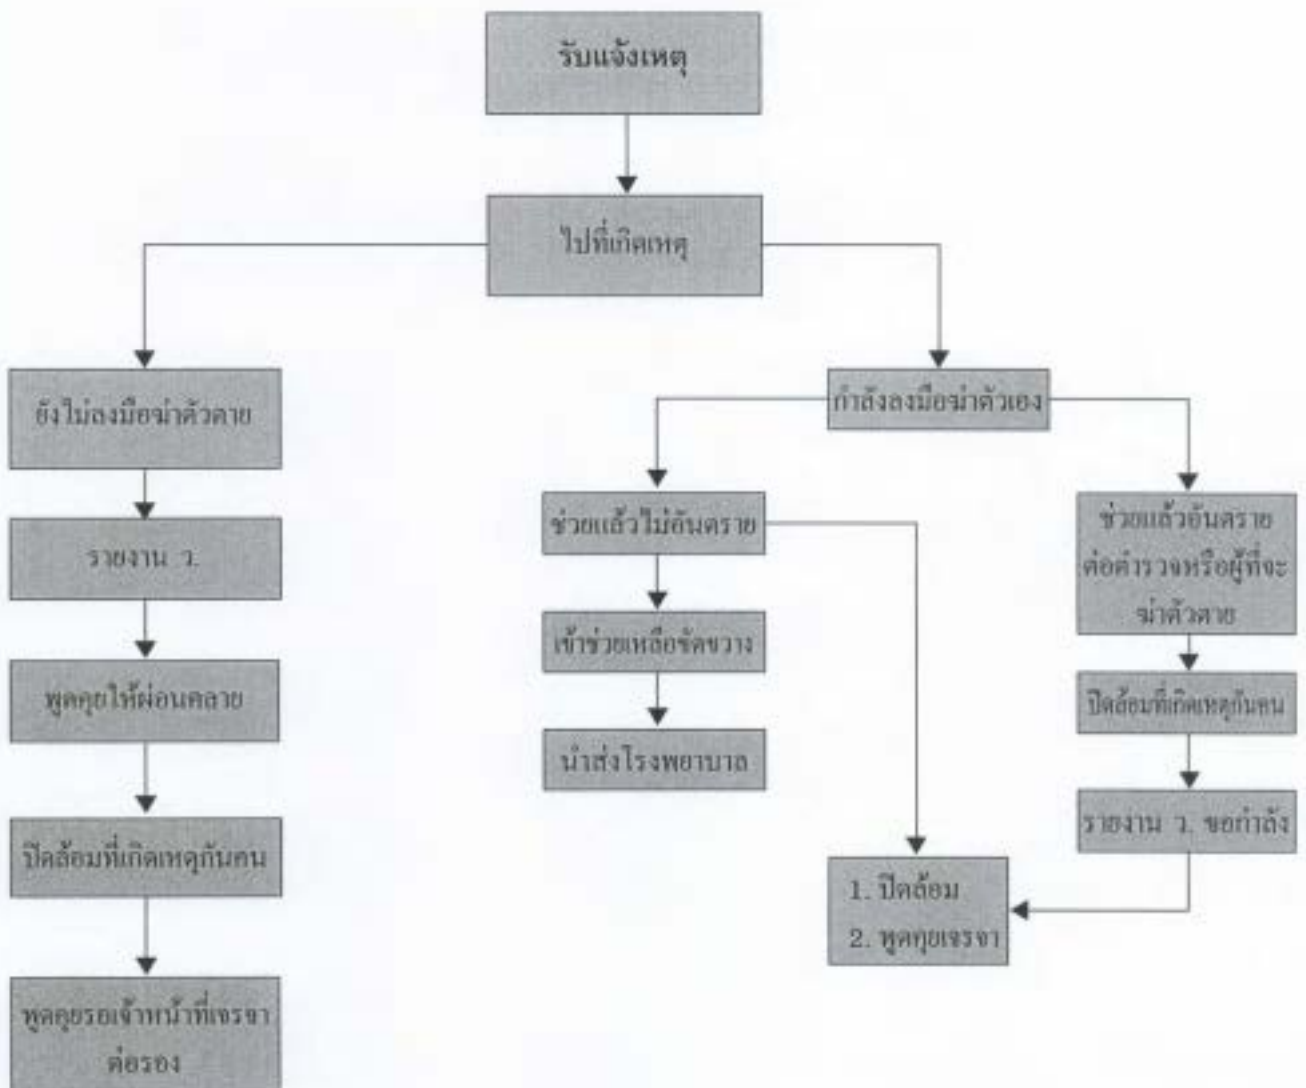 รับแจ้งเหตุ
ไปที่เกิดเหตุ
ยังไม่ลงมือฆ่าตัวตาย
รายงาน ว.
พูดคุยให้ผ่อนคลาย
ปิดล้อมที่เกิดเหตุกันคน
พูดคุยรอเจ้าหน้าที่เจรจา
ต่อรอง
กำลังลงมือฆ่าตัวเอง
ช่วยแล้วไม่อันตราย
เข้าช่วยเหลือขัดขวาง
นำส่งโรงพยาบาล
ช่วยแล้วอันตราย
ต่อตำรวจหรือผู้ที่จะ
ฆ่าตัวตาย
ปิดล้อมที่เกิดเหตุกันคน
รายงาน ว. ขอกำลัง
1. ปิดล้อม
2. พูดคุยเจรจา